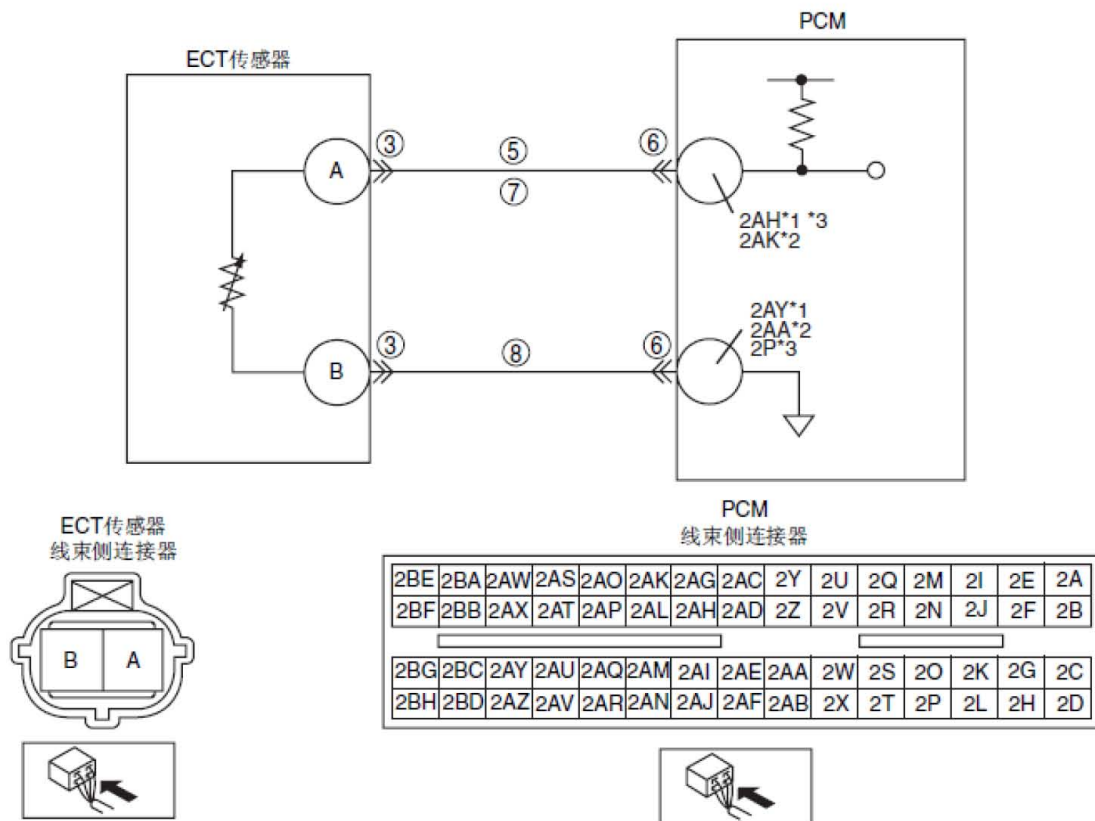 PCM
ECT传感器
③ ⑤ ⑥
A
⑦
2AH*1 *3
2AK*2
2AY*1
2AA*2
2P*3
③ ⑧ ⑥
B
ECT传感器
线束侧连接器
B A
PCM
线束侧连接器
2BE 2BA 2AW 2AS 2AO 2AK 2AG 2AC 2Y 2U 2Q 2M 2I 2E 2A
2BF 2BB 2AX 2AT 2AP 2AL 2AH 2AD 2Z 2V 2R 2N 2J 2F 2B
2BG 2BC 2AY 2AU 2AQ 2AM 2AI 2AE 2AA 2W 2S 2O 2K 2G 2C
2BH 2BD 2AZ 2AV 2AR 2AN 2AJ 2AF 2AB 2X 2T 2P 2L 2H 2D